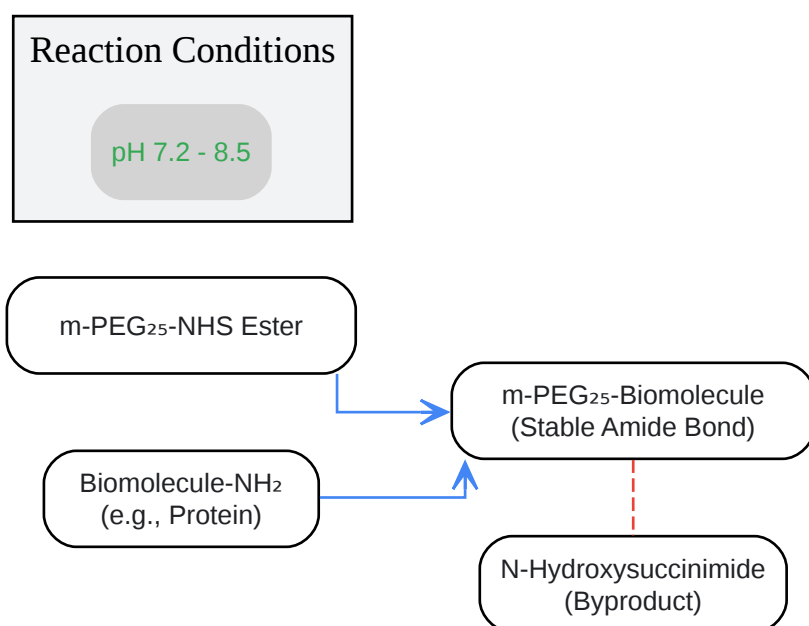 Reaction Conditions
pH 7.2 - 8.5
m-PEG₂₅-NHS Ester
m-PEG₂₅-Biomolecule
(Stable Amide Bond)
Biomolecule-NH₂
(e.g., Protein)
N-Hydroxysuccinimide
(Byproduct)